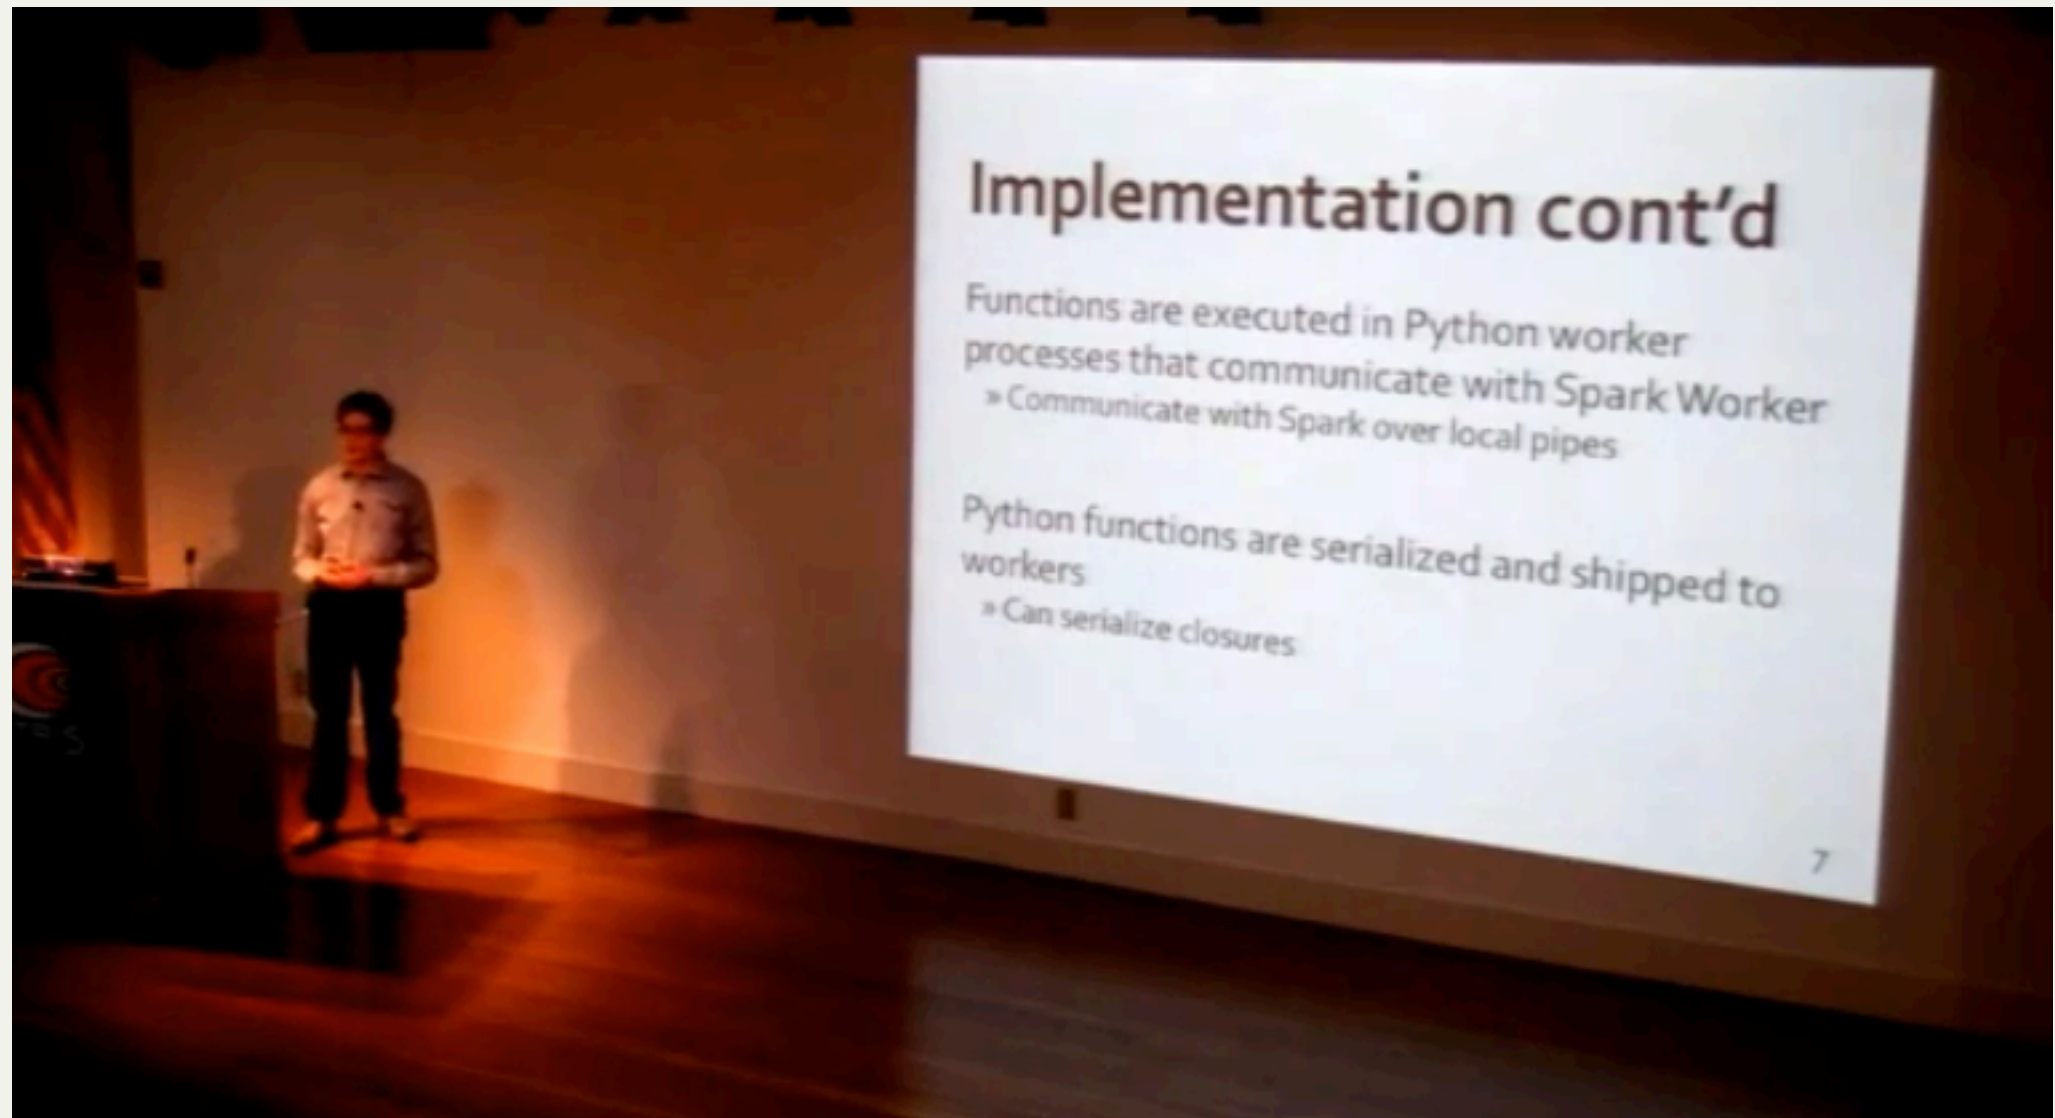 Implementation cont’d
Functions are executed in Python worker
processes that communicate with Spark Worker
» Communicate with Spark over local pipes
Python functions are serialized and shipped to
workers
» Can serialize closures
7